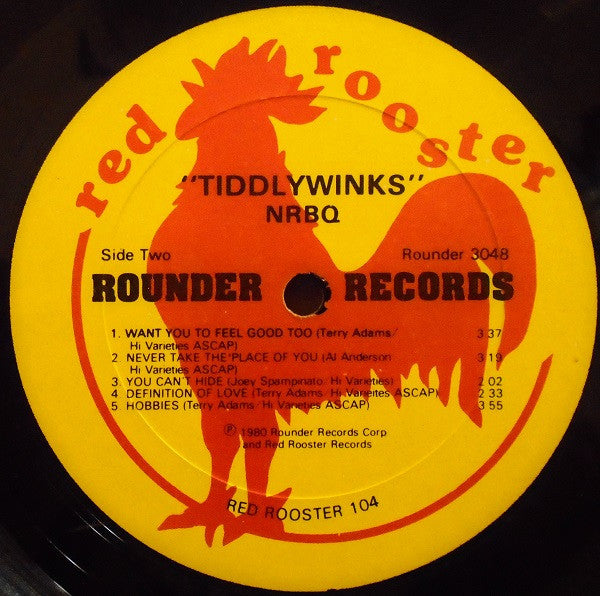 red rooster
"TIDDLYWINKS"
NRBQ
Side Two Rounder 3048
ROUNDER RECORDS
1. WANT YOU TO FEEL GOOD TOO (Terry Adams/ 3:37
Hi Varieties ASCAP)
2. NEVER TAKE THE PLACE OF YOU (Al Anderson 3:19
Hi Varieties ASCAP)
3. YOU CAN'T HIDE (Joey Spampinato, Hi Varieties) 2:02
4. DEFINITION OF LOVE (Terry Adams, Hi Varieites ASCAP) 2:33
5. HOBBIES (Terry Adams, Hi Varieties ASCAP) 3:55
℗ 1980 Rounder Records Corp
and Red Rooster Records
RED ROOSTER 104